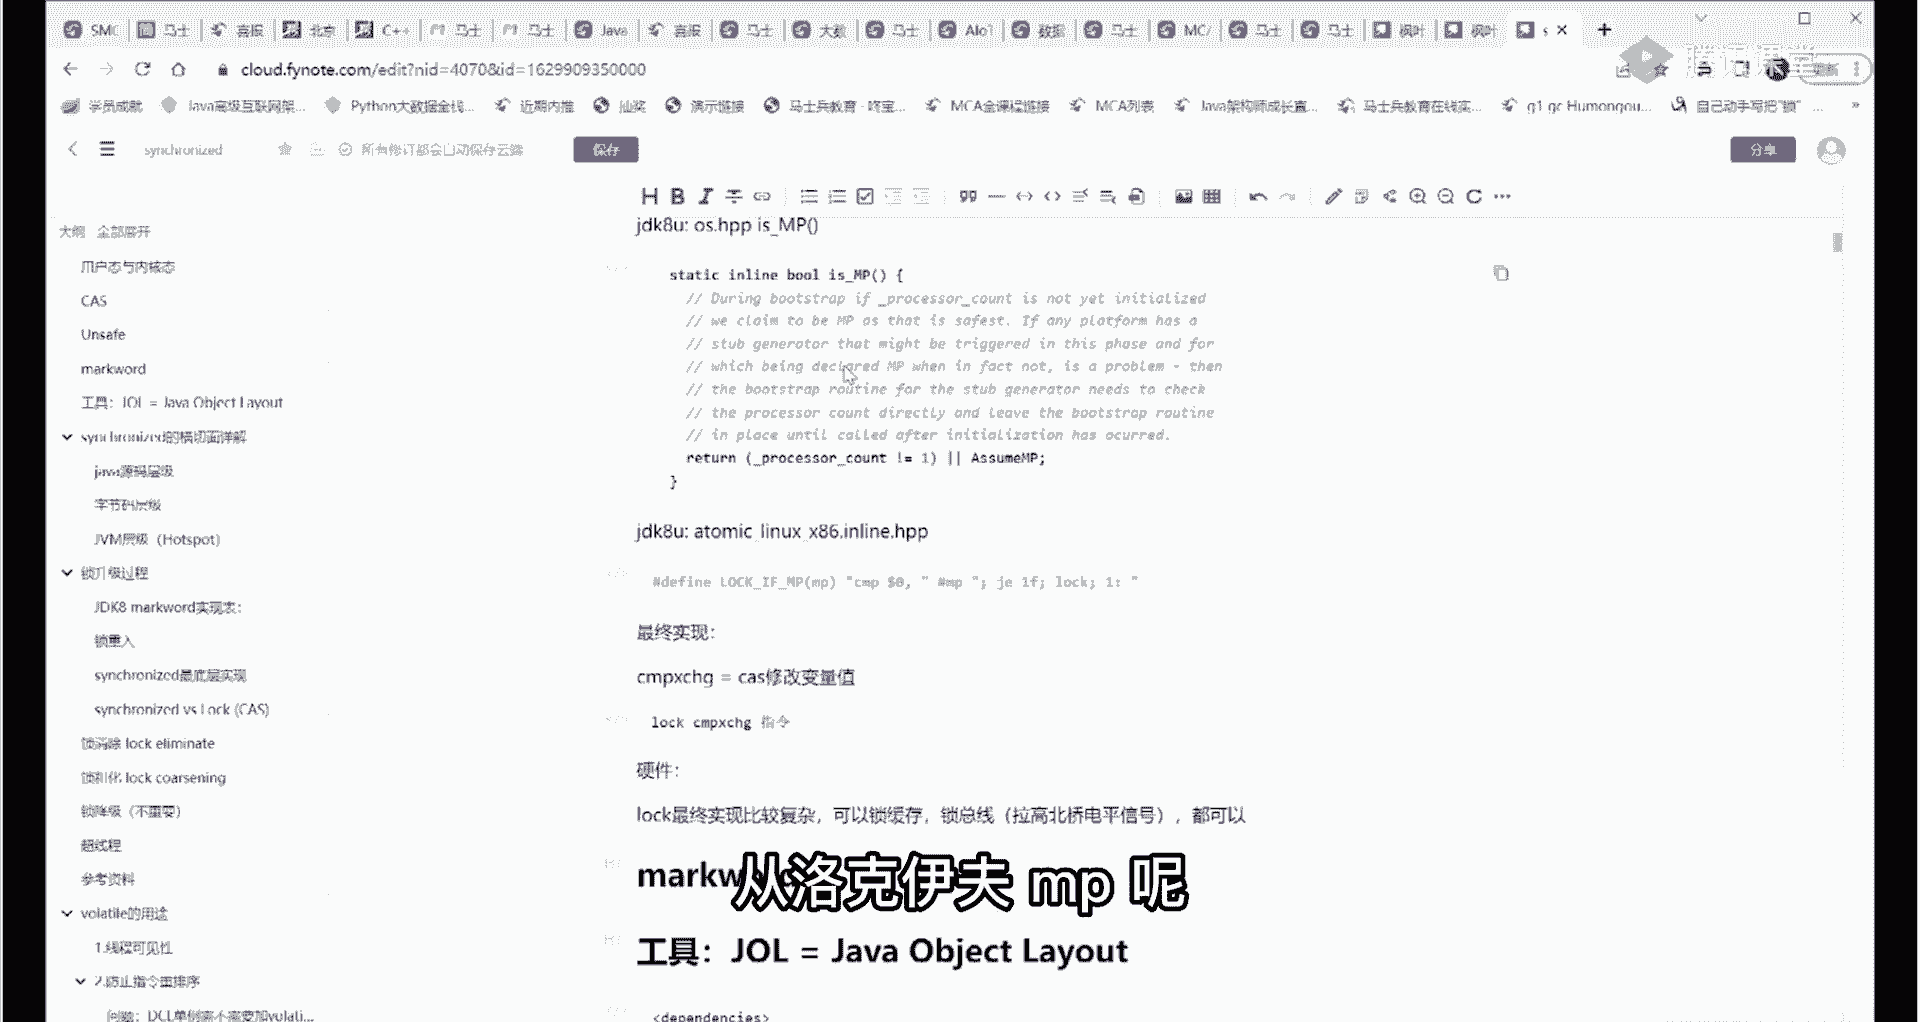 SMC 马士 喜报 北京 C++ 马士 马士 Java 喜报 马士 大数 马士 AIoT 数据 马士 MC/ 马士 马士 枫叶 枫叶 s
cloud.fynote.com/edit?nid=4070&id=1629909350000
腾讯课堂
学员成就 Java高级互联网架... Python大数据全栈... 近期内推 仙奖 演示链接 马士兵教育 - 咚宝... MCA金课程链接 MCA列表 Java架构师成长直... 马士兵教育在线实... g1 gc Humongou... 自己动手写把"锁" ... »
synchronized 所有修订都会自动保存云端 保存 分享
H B I
大纲 全部展开
用户态与内核态
CAS
Unsafe
markword
工具：JOL = Java Object Layout
synchronized的横切面详解
java源码层级
字节码层级
JVM层级（Hotspot）
锁升级过程
JDK8 markword实现表：
锁重入
synchronized最底层实现
synchronized vs Lock (CAS)
锁消除 lock eliminate
锁粗化 lock coarsening
锁降级（不重要）
超线程
参考资料
volatile的用途
1.线程可见性
2.防止指令重排序
问题：DCL单例需不需要加volati...
jdk8u: os.hpp is_MP()
static inline bool is_MP() {
// During bootstrap if _processor_count is not yet initialized
// we claim to be MP as that is safest. If any platform has a
// stub generator that might be triggered in this phase and for
// which being declared MP when in fact not, is a problem - then
// the bootstrap routine for the stub generator needs to check
// the processor count directly and leave the bootstrap routine
// in place until called after initialization has ocurred.
return (_processor_count != 1) || AssumeMP;
}
jdk8u: atomic_linux_x86.inline.hpp
#define LOCK_IF_MP(mp) "cmp $0, " #mp "; je 1f; lock; 1: "
最终实现：
cmpxchg = cas修改变量值
lock cmpxchg 指令
硬件：
lock最终实现比较复杂，可以锁缓存，锁总线（拉高北桥电平信号），都可以
markw
从洛克伊夫 mp 呢
工具：JOL = Java Object Layout
<dependencies>